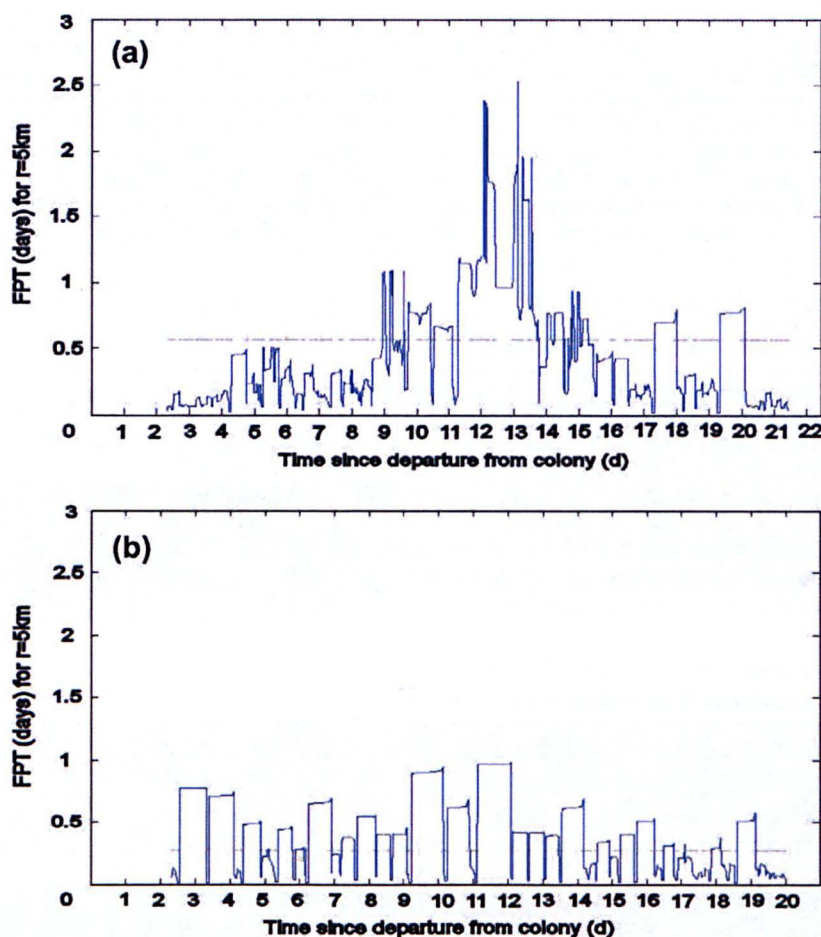 (a)
FPT (days) for r=5km
3
2.5
2
1.5
1
0.5
0
1 2 3 4 5 6 7 8 9 10 11 12 13 14 15 16 17 18 19 20 21 22
Time since departure from colony (d)
(b)
FPT (days) for r=5km
3
2.5
2
1.5
1
0.5
0
1 2 3 4 5 6 7 8 9 10 11 12 13 14 15 16 17 18 19 20
Time since departure from colony (d)